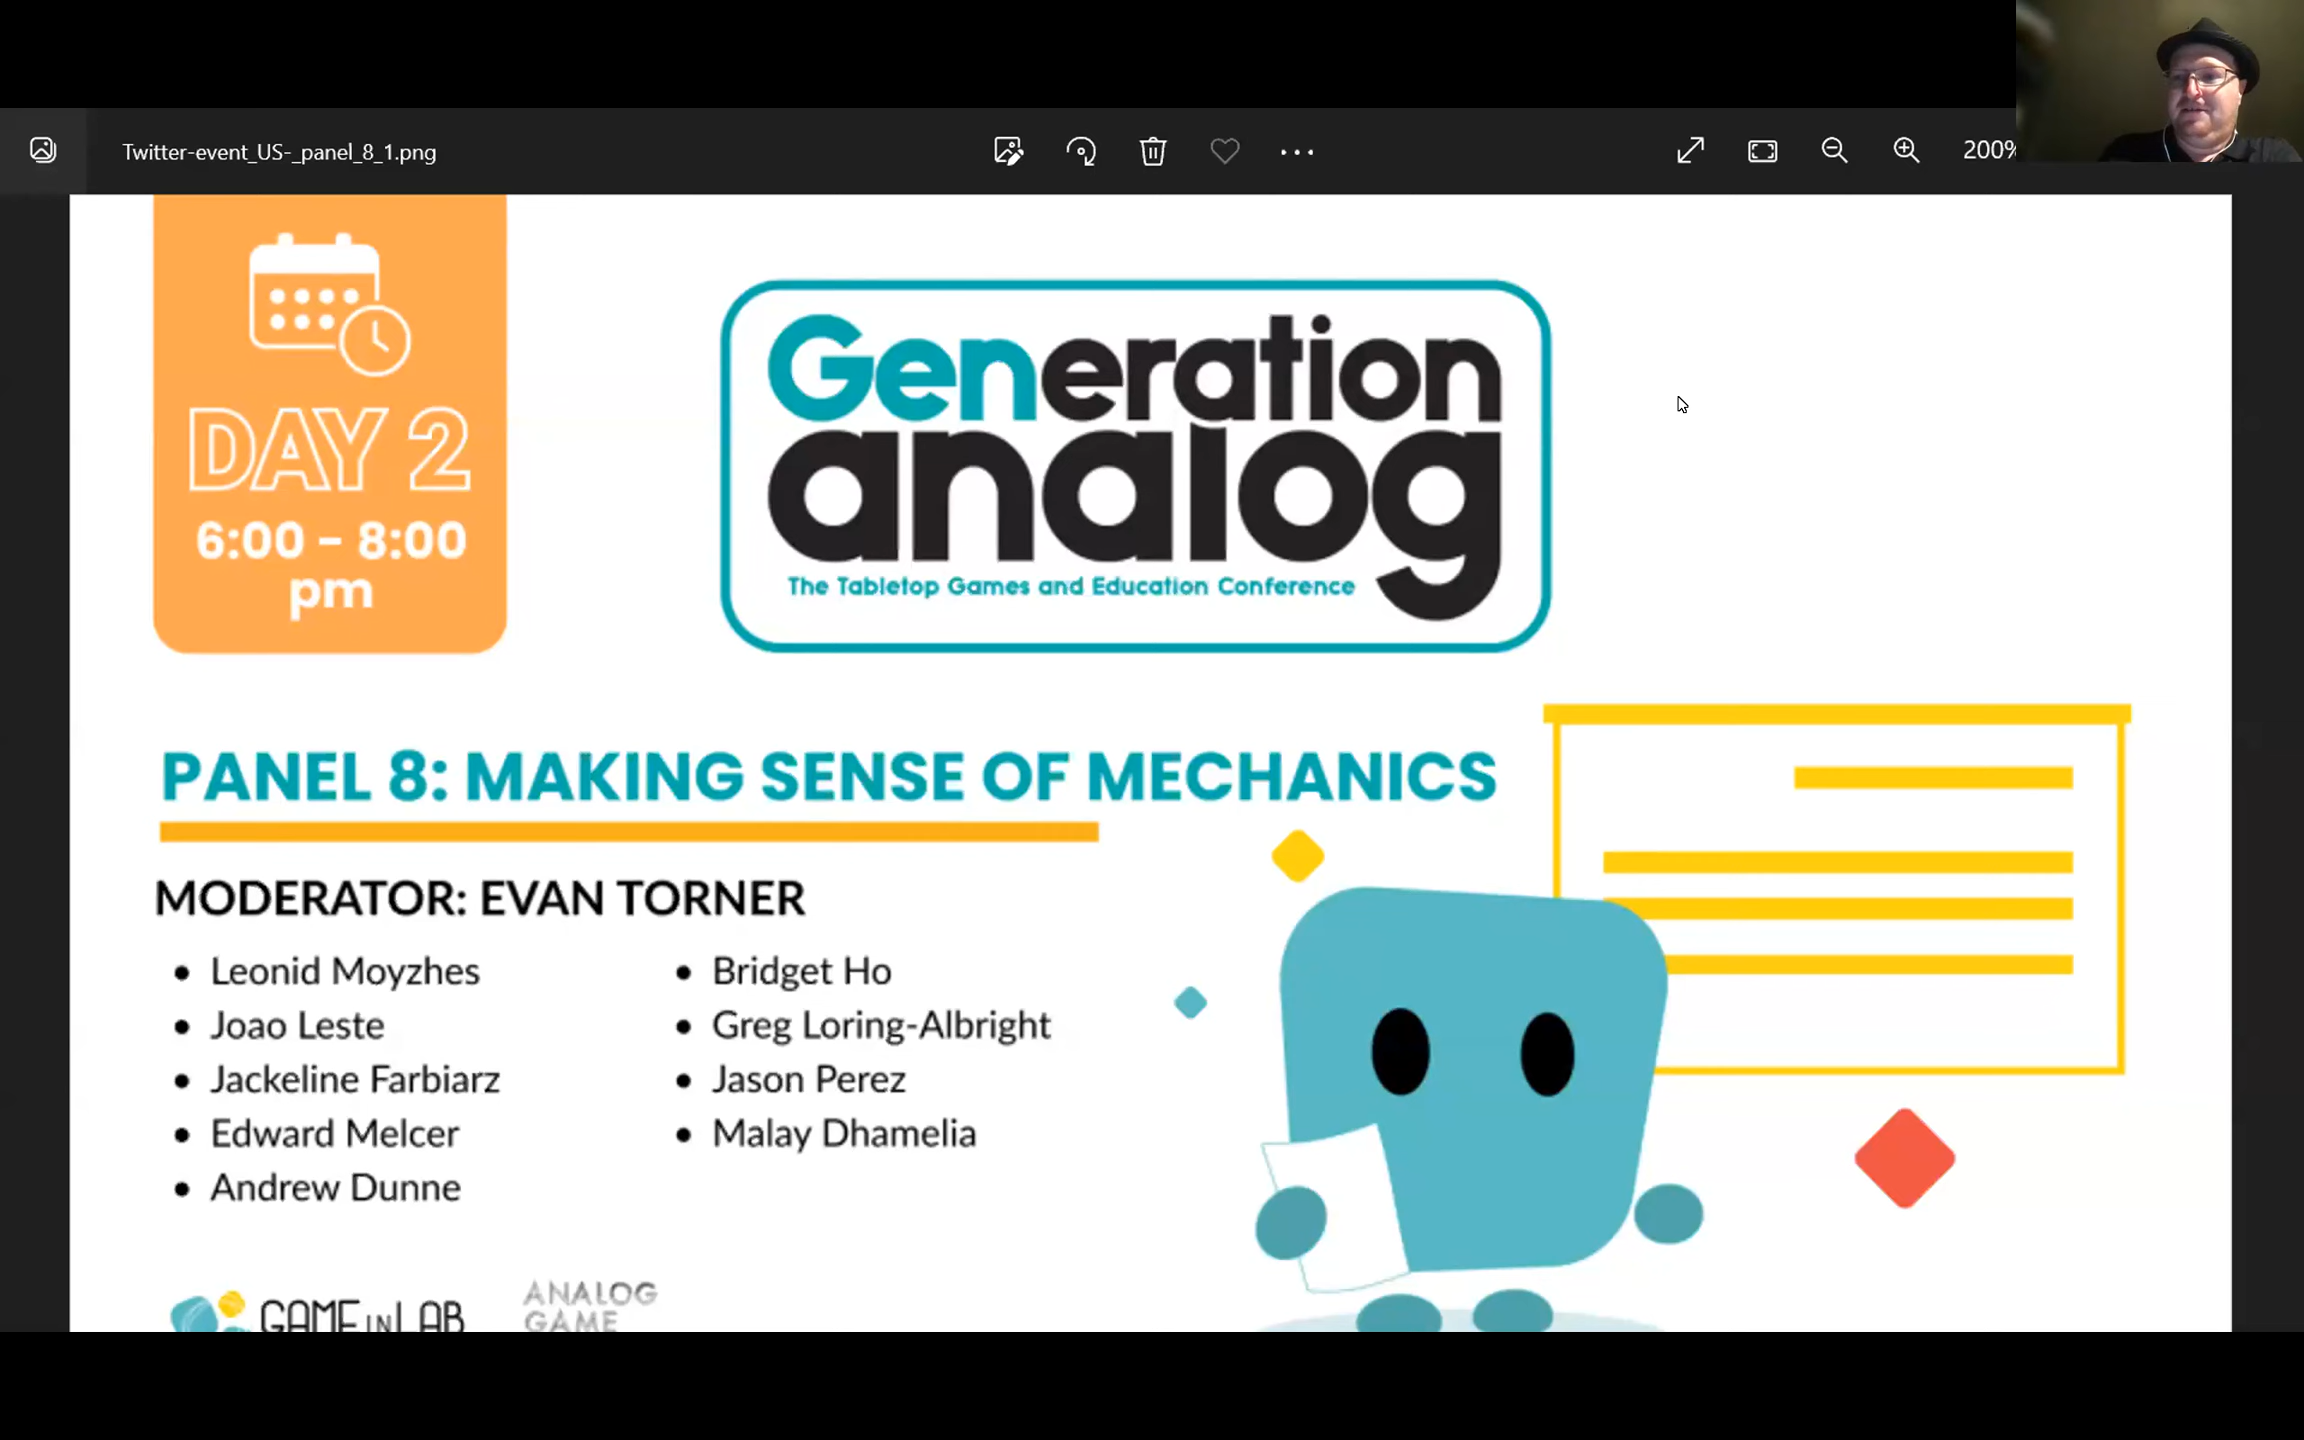 Twitter-event_US-_panel_8_1.png
200%
DAY 2
6:00 - 8:00
pm
Generation
analog
The Tabletop Games and Education Conference
PANEL 8: MAKING SENSE OF MECHANICS
MODERATOR: EVAN TORNER
Leonid Moyzhes
Joao Leste
Jackeline Farbiarz
Edward Melcer
Andrew Dunne
Bridget Ho
Greg Loring-Albright
Jason Perez
Malay Dhamelia
GAME IN LAB
ANALOG
GAME